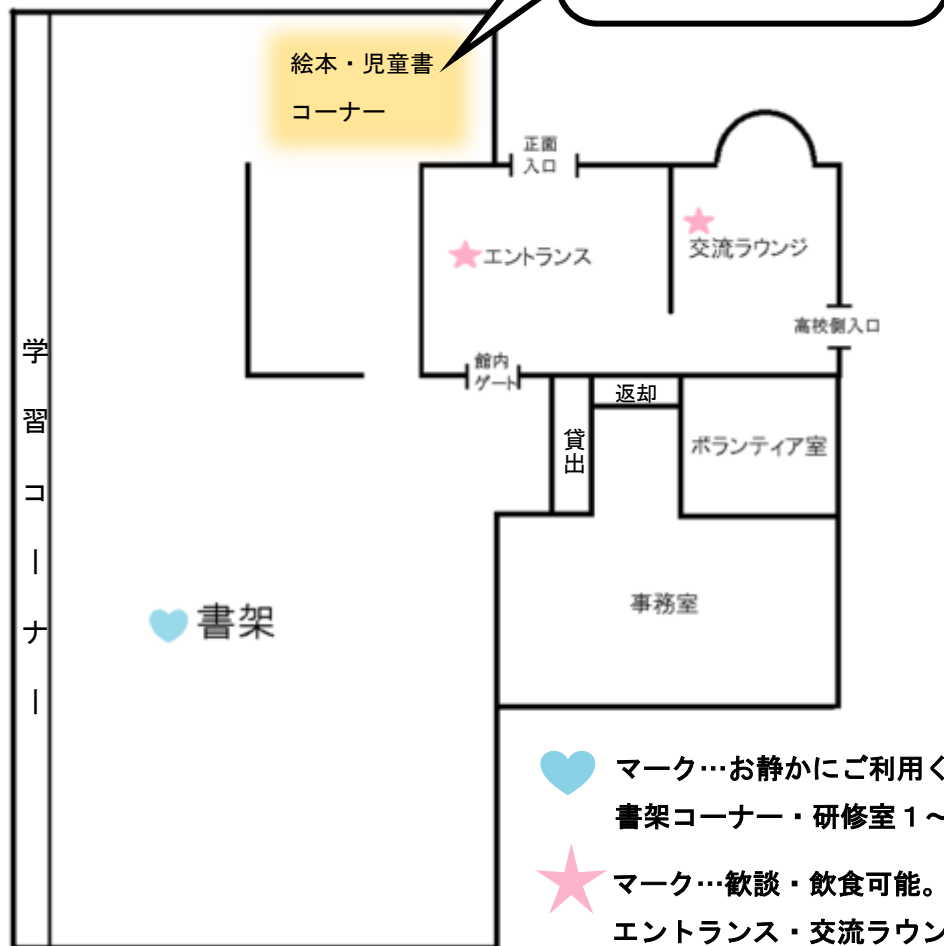 絵本・児童書
コーナー
正面
入口
エントランス
交流ラウンジ
高校側入口
館内
ゲート
返却
貸出
ボランティア室
学習コーナー
書架
事務室
マーク…お静かにご利用く
書架コーナー・研修室１～
マーク…歓談・飲食可能。
エントランス・交流ラウン